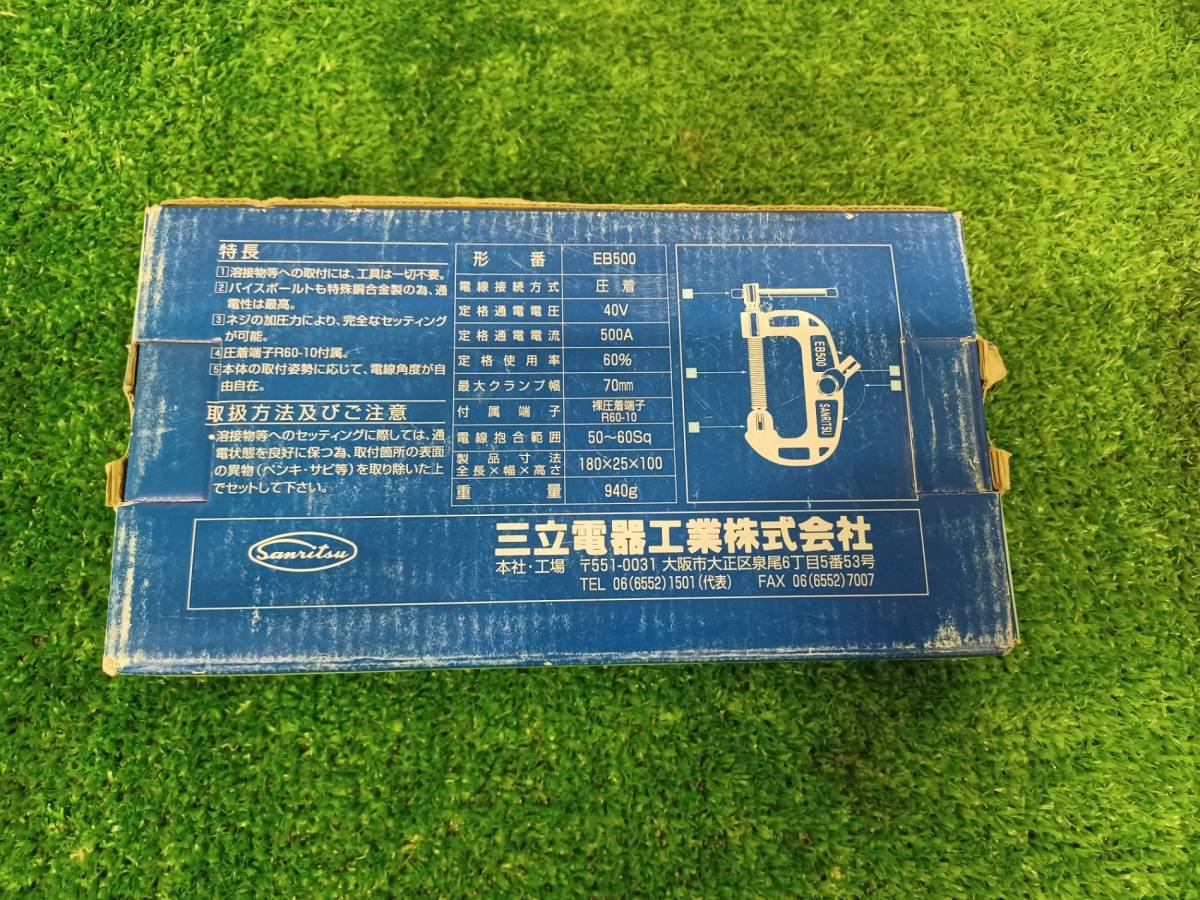 特長
1溶接物等への取付には、工具は一切不要。
2バイスボールトも特殊銅合金製の為、通
電性は最高。
3ネジの加圧力により、完全なセッティング
が可能。
4圧着端子R60-10付属。
5本体の取付姿勢に応じて、電線角度が自
由自在。
取扱方法及びご注意
●溶接物等へのセッティングに際しては、通
電状態を良好に保つ為、取付箇所の表面
の異物(ペンキ・サビ等)を取り除いた上
でセットして下さい。
形番 EB500
電線接続方式 圧着
定格通電電圧 40V
定格通電電流 500A
定格使用率 60%
最大クランプ幅 70mm
付属端子 裸圧着端子
R60-10
電線抱合範囲 50〜60Sq
製品寸法
全長×幅×高さ 180×25×100
重量 940g
EB500
SANRITSU
Sanritsu
三立電器工業株式会社
本社・工場 〒551-0031 大阪市大正区泉尾6丁目5番53号
TEL 06(6552)1501(代表) FAX 06(6552)7007